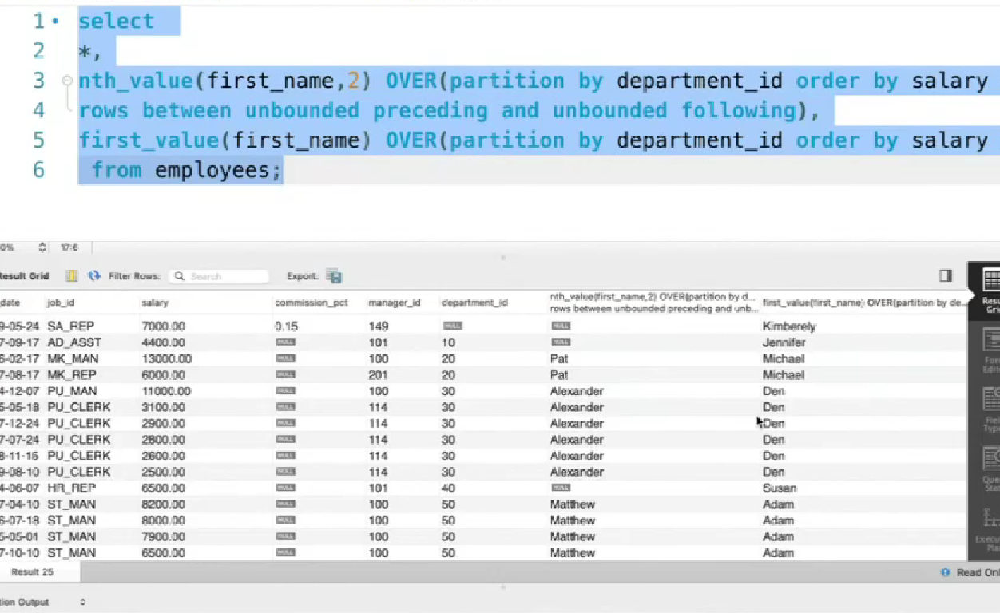 1 select
2 *,
3 nth_value(first_name,2) OVER(partition by department_id order by salary
4 rows between unbounded preceding and unbounded following),
5 first_value(first_name) OVER(partition by department_id order by salary
6 from employees;
0% 17:6
Result Grid Filter Rows: Search Export:
date job_id salary commission_pct manager_id department_id nth_value(first_name,2) OVER(partition by d... first_value(first_name) OVER(partition by de...
rows between unbounded preceding and unb...
9-05-24 SA_REP 7000.00 0.15 149 NULL NULL Kimberely
7-09-17 AD_ASST 4400.00 NULL 101 10 NULL Jennifer
6-02-17 MK_MAN 13000.00 NULL 100 20 Pat Michael
7-08-17 MK_REP 6000.00 NULL 201 20 Pat Michael
4-12-07 PU_MAN 11000.00 NULL 100 30 Alexander Den
5-05-18 PU_CLERK 3100.00 NULL 114 30 Alexander Den
7-12-24 PU_CLERK 2900.00 NULL 114 30 Alexander Den
7-07-24 PU_CLERK 2800.00 NULL 114 30 Alexander Den
8-11-15 PU_CLERK 2600.00 NULL 114 30 Alexander Den
9-08-10 PU_CLERK 2500.00 NULL 114 30 Alexander Den
4-06-07 HR_REP 6500.00 NULL 101 40 NULL Susan
7-04-10 ST_MAN 8200.00 NULL 100 50 Matthew Adam
6-07-18 ST_MAN 8000.00 NULL 100 50 Matthew Adam
5-05-01 ST_MAN 7900.00 NULL 100 50 Matthew Adam
7-10-10 ST_MAN 6500.00 NULL 100 50 Matthew Adam
Result 25 Read Onl
tion Output